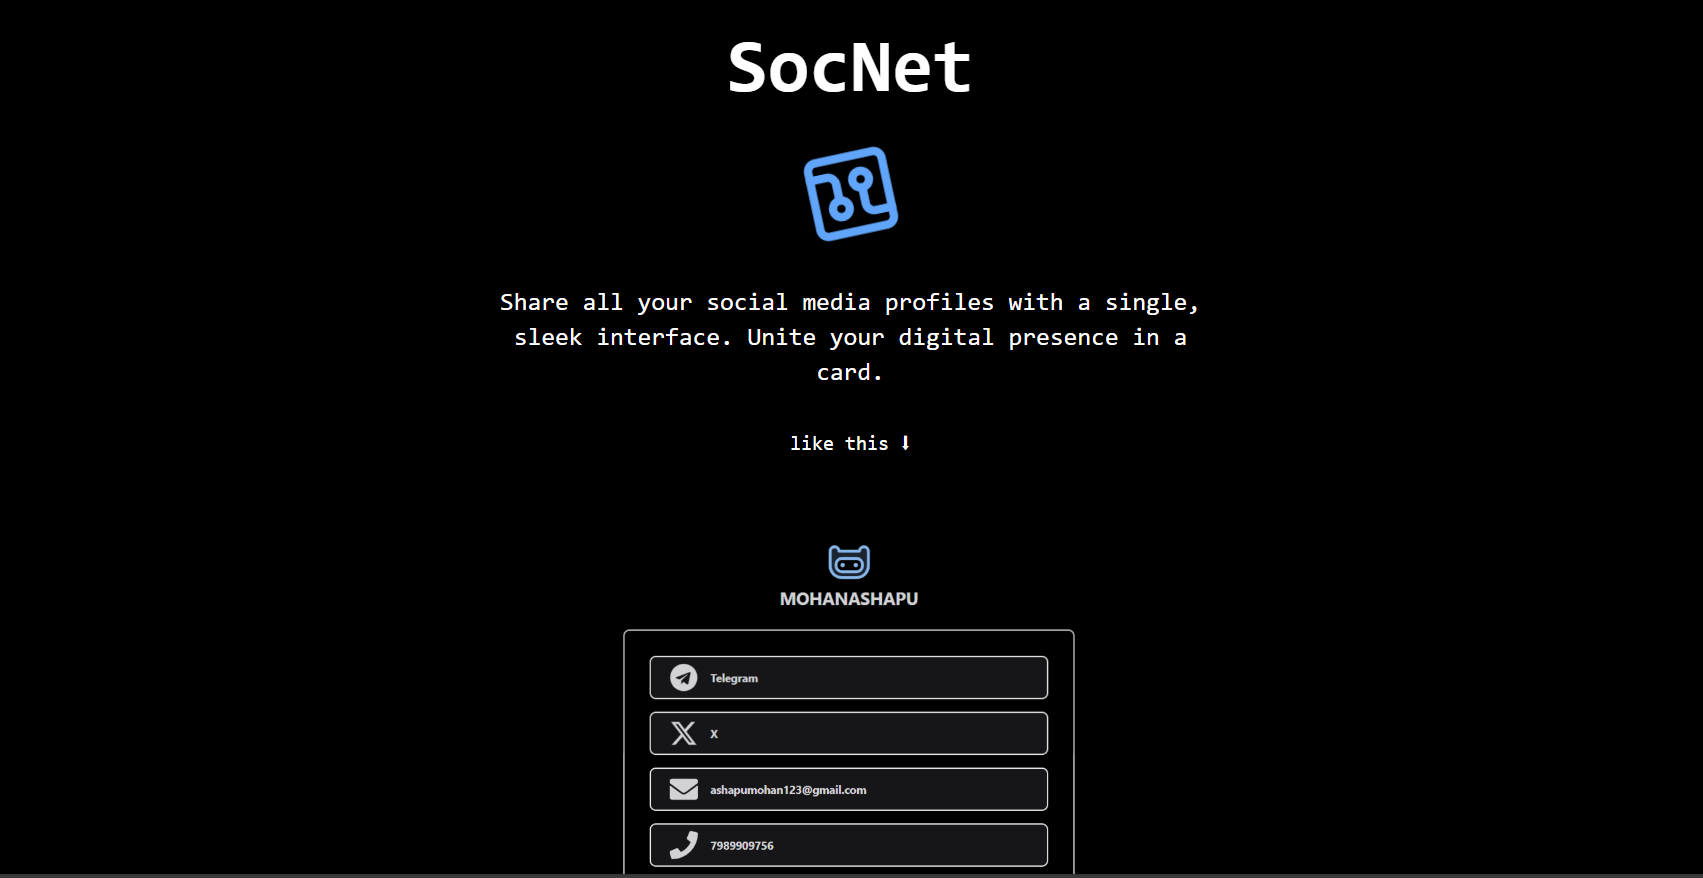 SocNet
Share all your social media profiles with a single,
sleek interface. Unite your digital presence in a
card.
like this ⬇
MOHANASHAPU
Telegram
X
ashapumohan123@gmail.com
7989909756